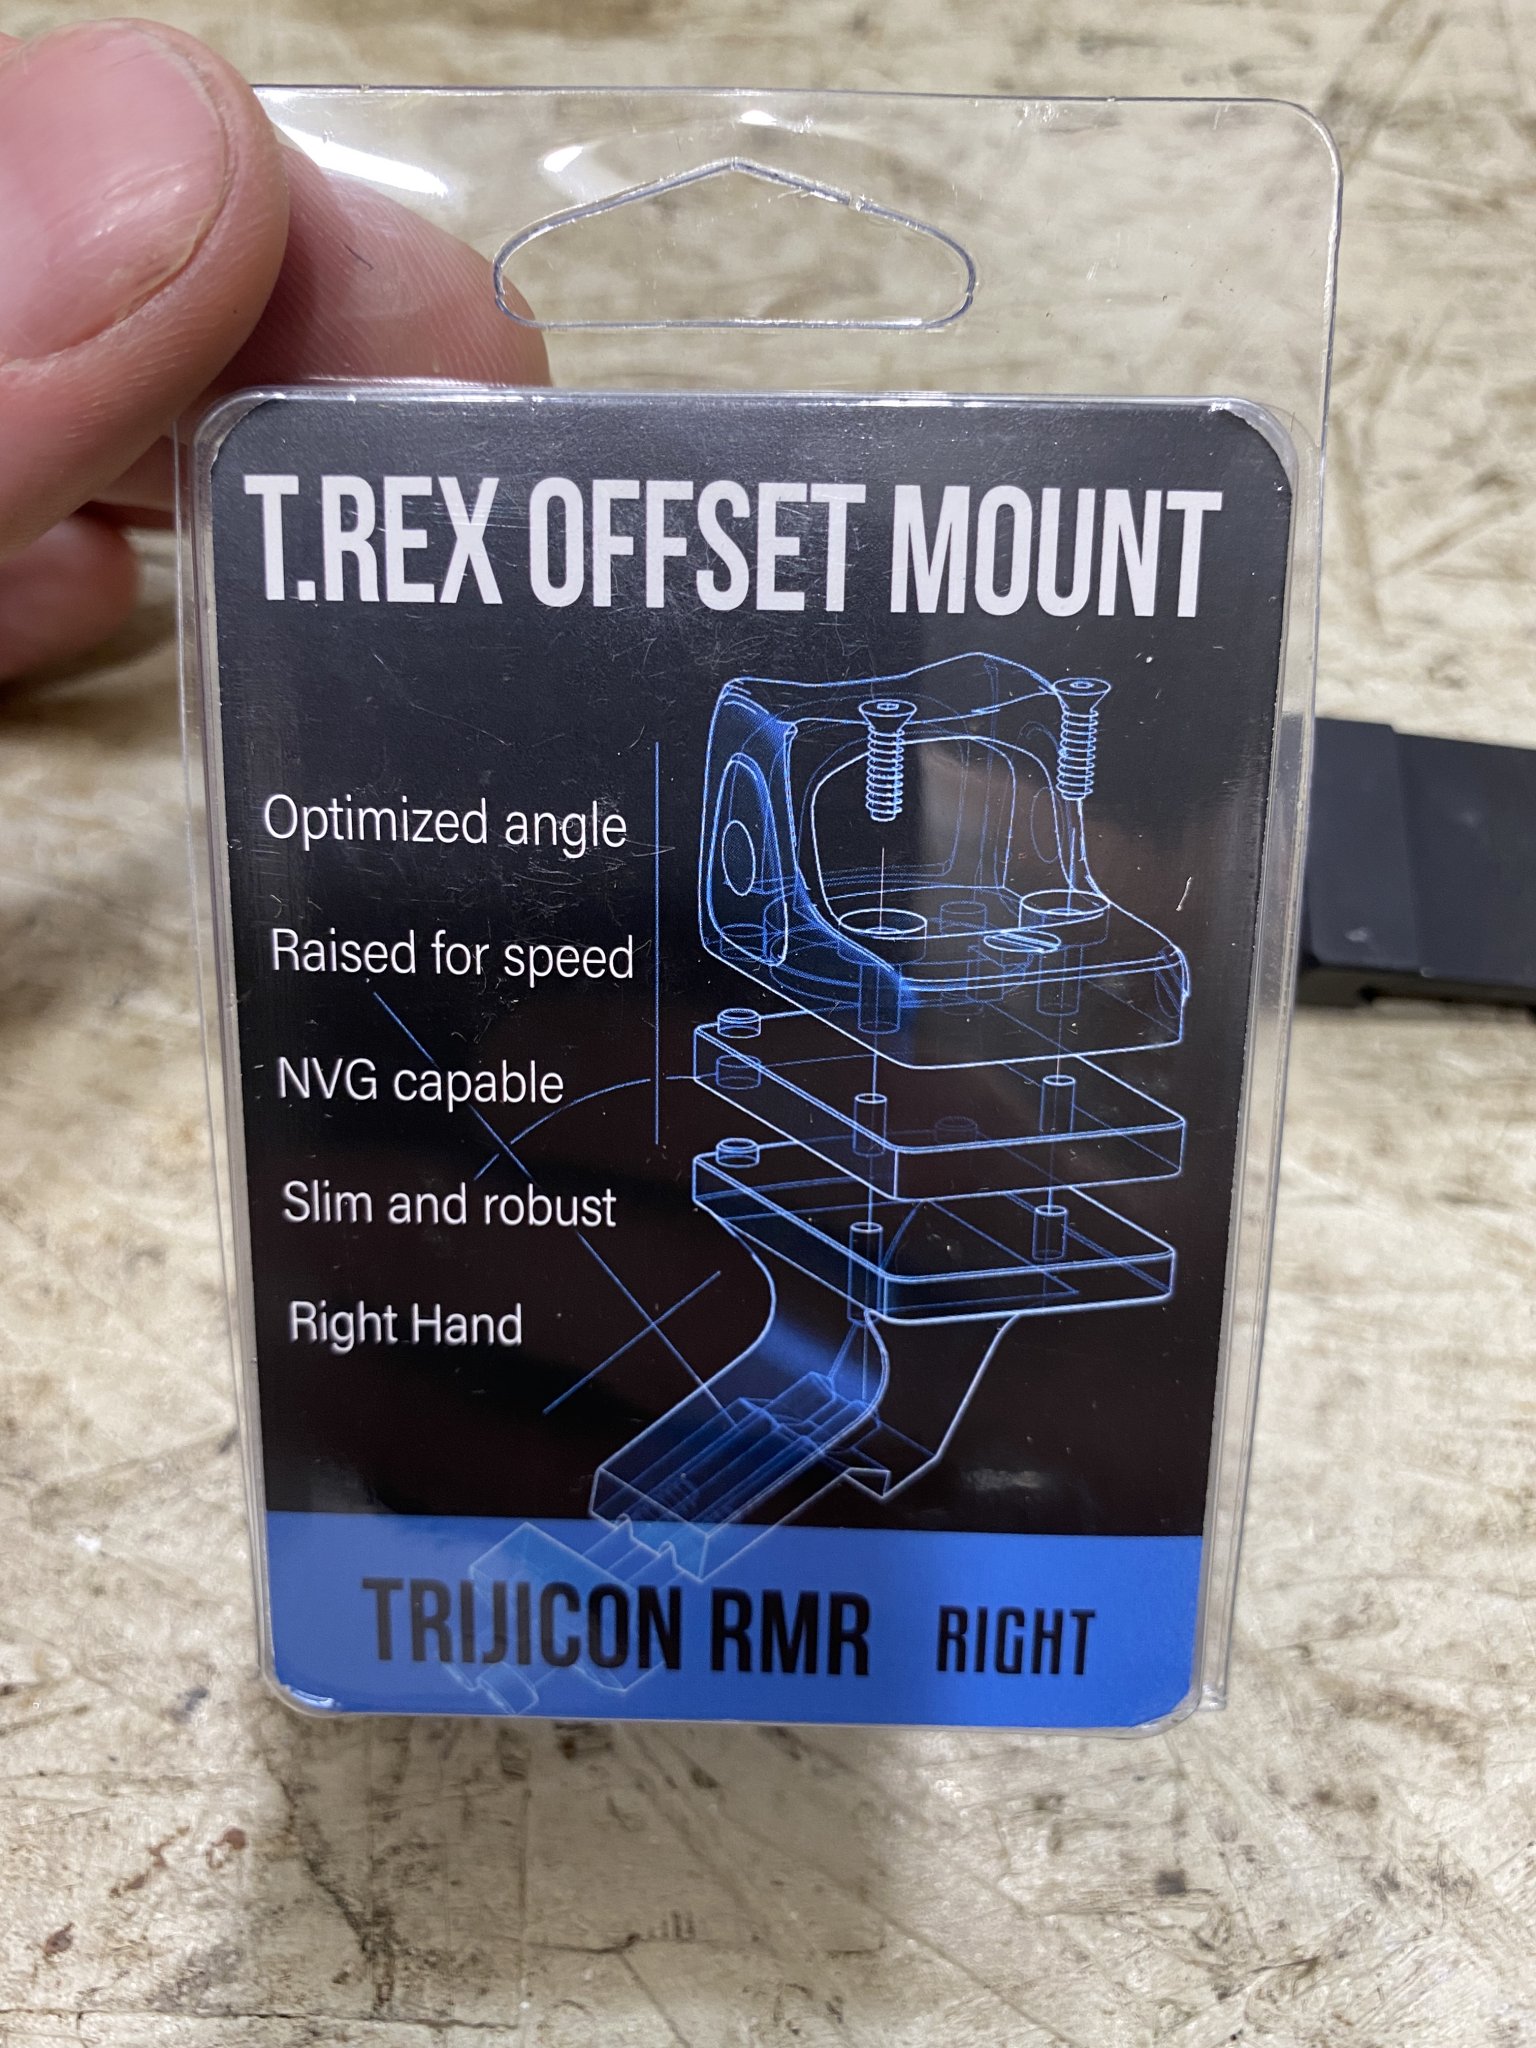 T.REX OFFSET MOUNT
Optimized angle
Raised for speed
NVG capable
Slim and robust
Right Hand
TRIJICON RMR RIGHT